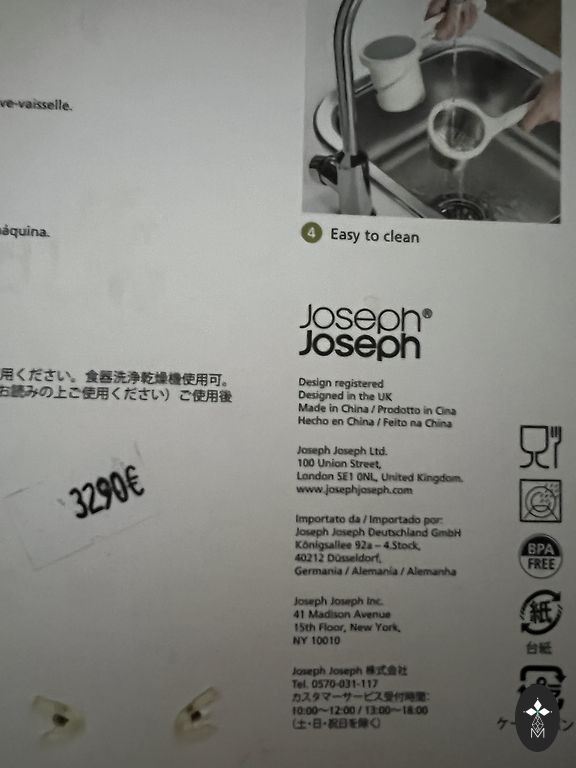 ve-vaisselle.
máquina.
4 Easy to clean
用ください。食器洗浄乾燥機使用可。
お読みの上ご使用ください）ご使用後
3290€
Joseph®
Joseph
Design registered
Designed in the UK
Made in China / Prodotto in Cina
Hecho en China / Feito na China
Joseph Joseph Ltd.
100 Union Street,
London SE1 0NL, United Kingdom.
www.josephjoseph.com
Importato da / Importado por:
Joseph Joseph Deutschland GmbH
Königsallee 92a – 4.Stock,
40212 Düsseldorf,
Germania / Alemania / Alemanha
Joseph Joseph Inc.
41 Madison Avenue
15th Floor, New York,
NY 10010
Joseph Joseph 株式会社
Tel. 0570-031-117
カスタマーサービス受付時間:
10:00〜12:00 / 13:00〜18:00
（土・日・祝日を除く）
BPA
FREE
紙
台紙
M